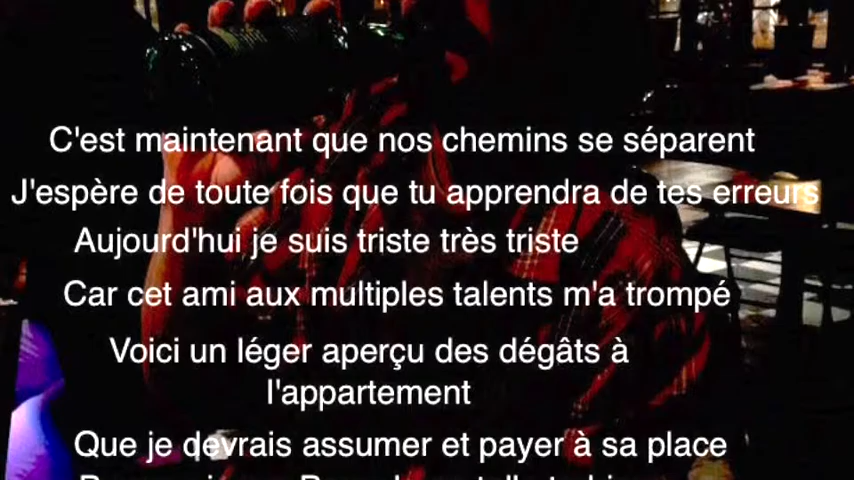 C'est maintenant que nos chemins se séparent
J'espère de toute fois que tu apprendra de tes erreurs
Aujourd'hui je suis triste très triste
Car cet ami aux multiples talents m'a trompé
Voici un léger aperçu des dégâts à
l'appartement
Que je devrais assumer et payer à sa place